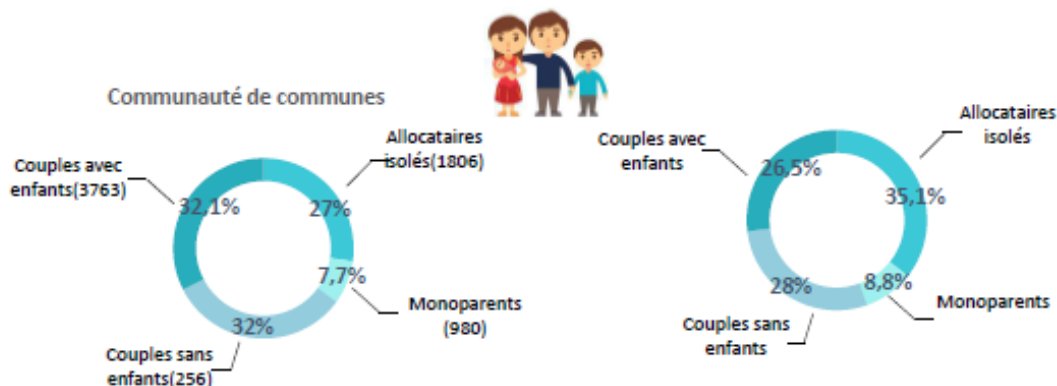 Communauté de communes
Couples avec
enfants(3763)
32,1%
Allocataires
isolés(1806)
27%
7,7%
Monoparents
(980)
32%
Couples sans
enfants(256)
Couples avec
enfants
26,5%
Allocataires
isolés
35,1%
28%
8,8%
Monoparents
Couples sans
enfants